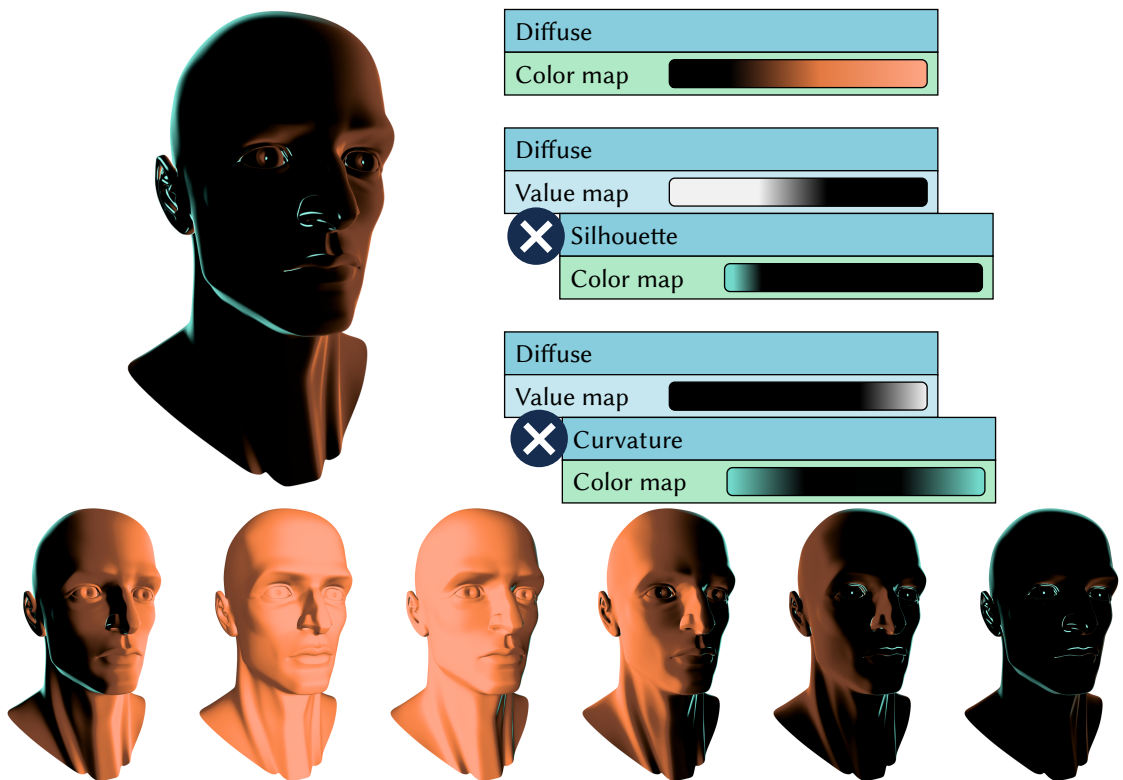 Diffuse
Color map
Diffuse
Value map
Silhouette
Color map
Diffuse
Value map
Curvature
Color map